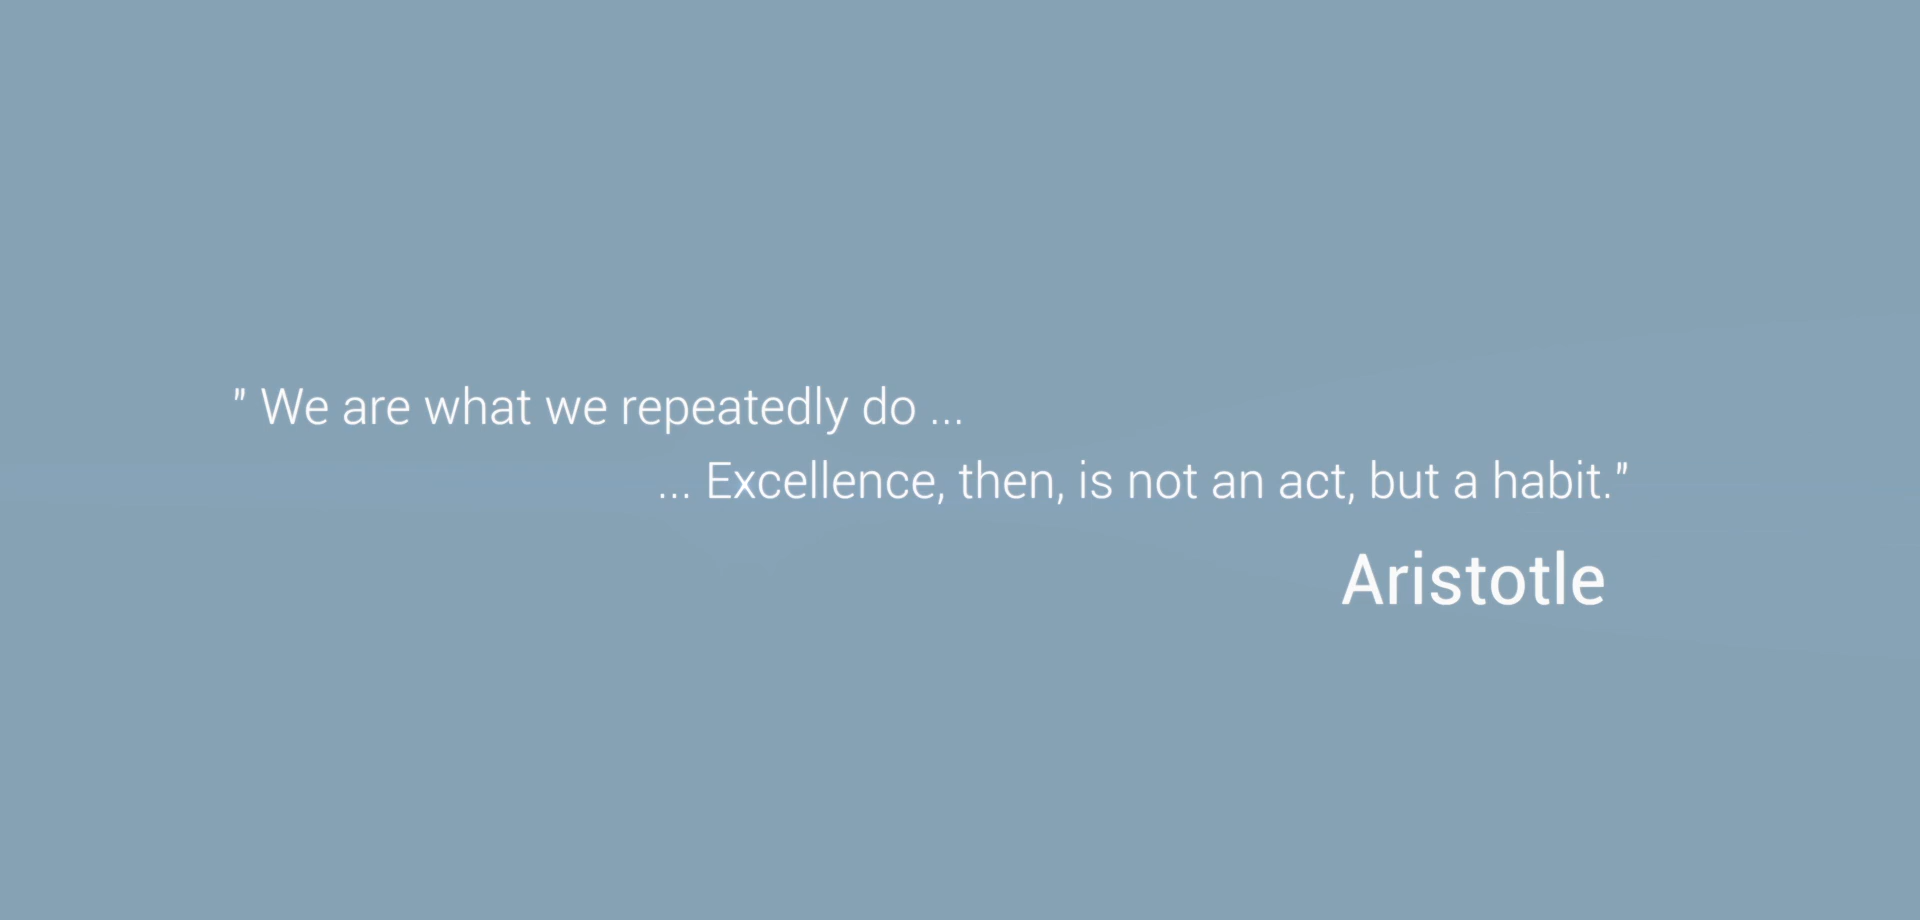 " We are what we repeatedly do ...
... Excellence, then, is not an act, but a habit."
Aristotle